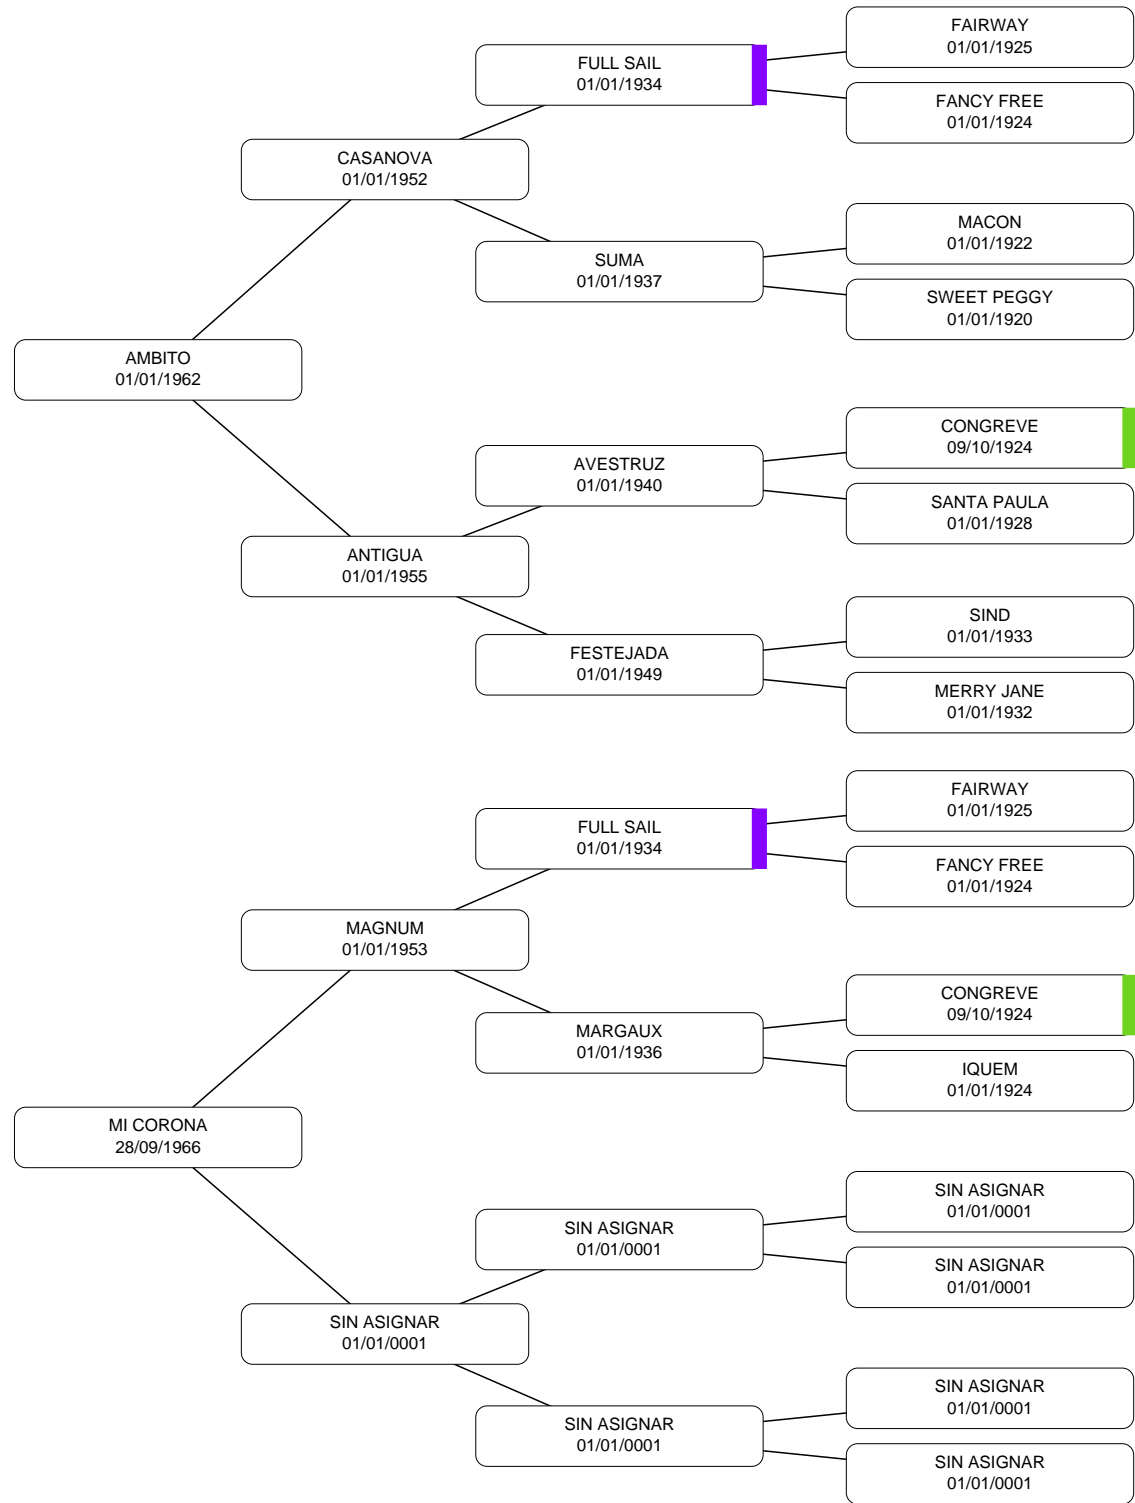 FAIRWAY
01/01/1925
FULL SAIL
01/01/1934
FANCY FREE
01/01/1924
CASANOVA
01/01/1952
MACON
01/01/1922
SUMA
01/01/1937
SWEET PEGGY
01/01/1920
AMBITO
01/01/1962
CONGREVE
09/10/1924
AVESTRUZ
01/01/1940
SANTA PAULA
01/01/1928
ANTIGUA
01/01/1955
SIND
01/01/1933
FESTEJADA
01/01/1949
MERRY JANE
01/01/1932
FAIRWAY
01/01/1925
FULL SAIL
01/01/1934
FANCY FREE
01/01/1924
MAGNUM
01/01/1953
CONGREVE
09/10/1924
MARGAUX
01/01/1936
IQUEM
01/01/1924
MI CORONA
28/09/1966
SIN ASIGNAR
01/01/0001
SIN ASIGNAR
01/01/0001
SIN ASIGNAR
01/01/0001
SIN ASIGNAR
01/01/0001
SIN ASIGNAR
01/01/0001
SIN ASIGNAR
01/01/0001
SIN ASIGNAR
01/01/0001